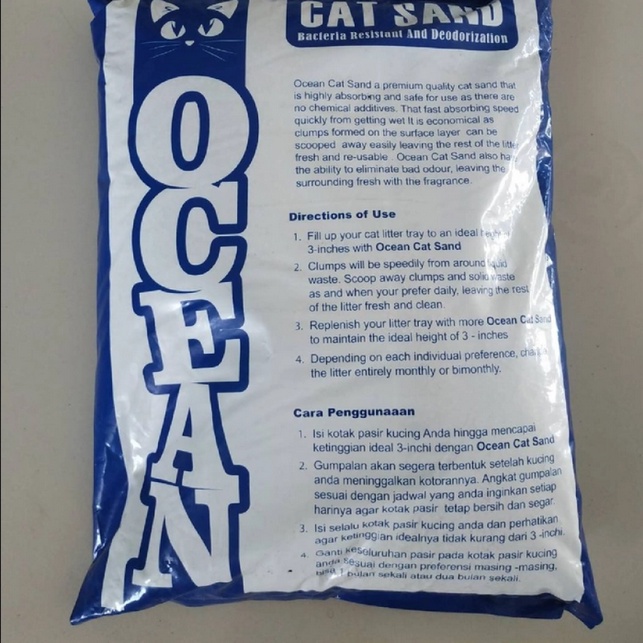 CAT SAND
Bacteria Resistant And Deodorization
OCEAN
Ocean Cat Sand a premium quality cat sand that
is highly absorbing and safe for use as there are
no chemical additives. That fast absorbing speed
quickly from getting wet It is economical as
clumps formed on the surface layer can be
scooped away easily leaving the rest of the litter
fresh and re-usable . Ocean Cat Sand also has
the ability to eliminate bad odour, leaving the
surrounding fresh with the fragrance.
Directions of Use
1. Fill up your cat litter tray to an ideal height of
3-inches with Ocean Cat Sand
2. Clumps will be speedily from around liquid
waste. Scoop away clumps and solid waste
as and when your prefer daily, leaving the rest
of the litter fresh and clean.
3. Replenish your litter tray with more Ocean Cat Sand
to maintain the ideal height of 3 - inches
4. Depending on each individual preference, change
the litter entirely monthly or bimonthly.
Cara Penggunaaan
1. Isi kotak pasir kucing Anda hingga mencapai
ketinggian ideal 3-inchi dengan Ocean Cat Sand
2. Gumpalan akan segera terbentuk setelah kucing
anda meninggalkan kotorannya. Angkat gumpalan
sesuai dengan jadwal yang anda inginkan setiap
harinya agar kotak pasir tetap bersih dan segar.
3. Isi selalu kotak pasir kucing anda dan perhatikan
agar ketinggian idealnya tidak kurang dari 3-inchi.
4. Ganti keseluruhan pasir pada kotak pasir kucing
anda sesuai dengan preferensi masing -masing,
bisa 1 bulan sekali atau dua bulan sekali.